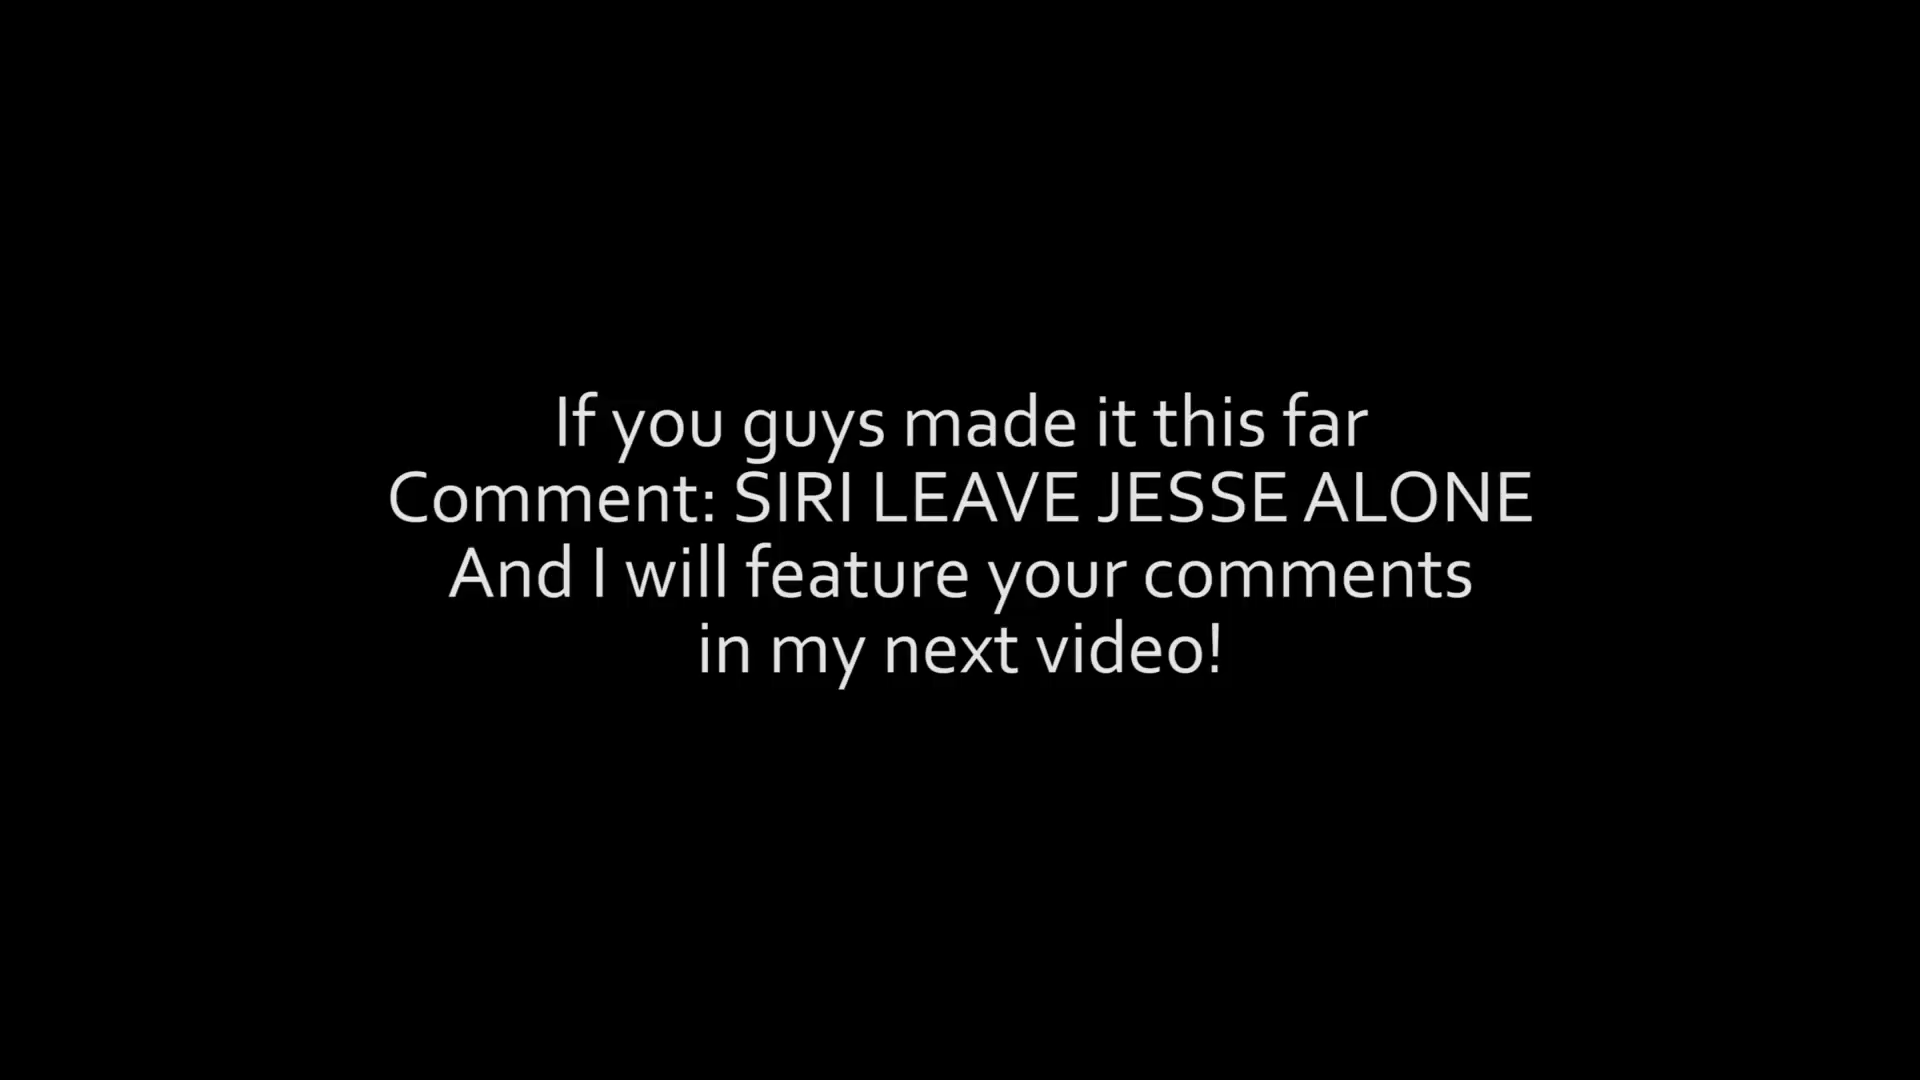 If you guys made it this far
Comment: SIRI LEAVE JESSE ALONE
And I will feature your comments
in my next video!